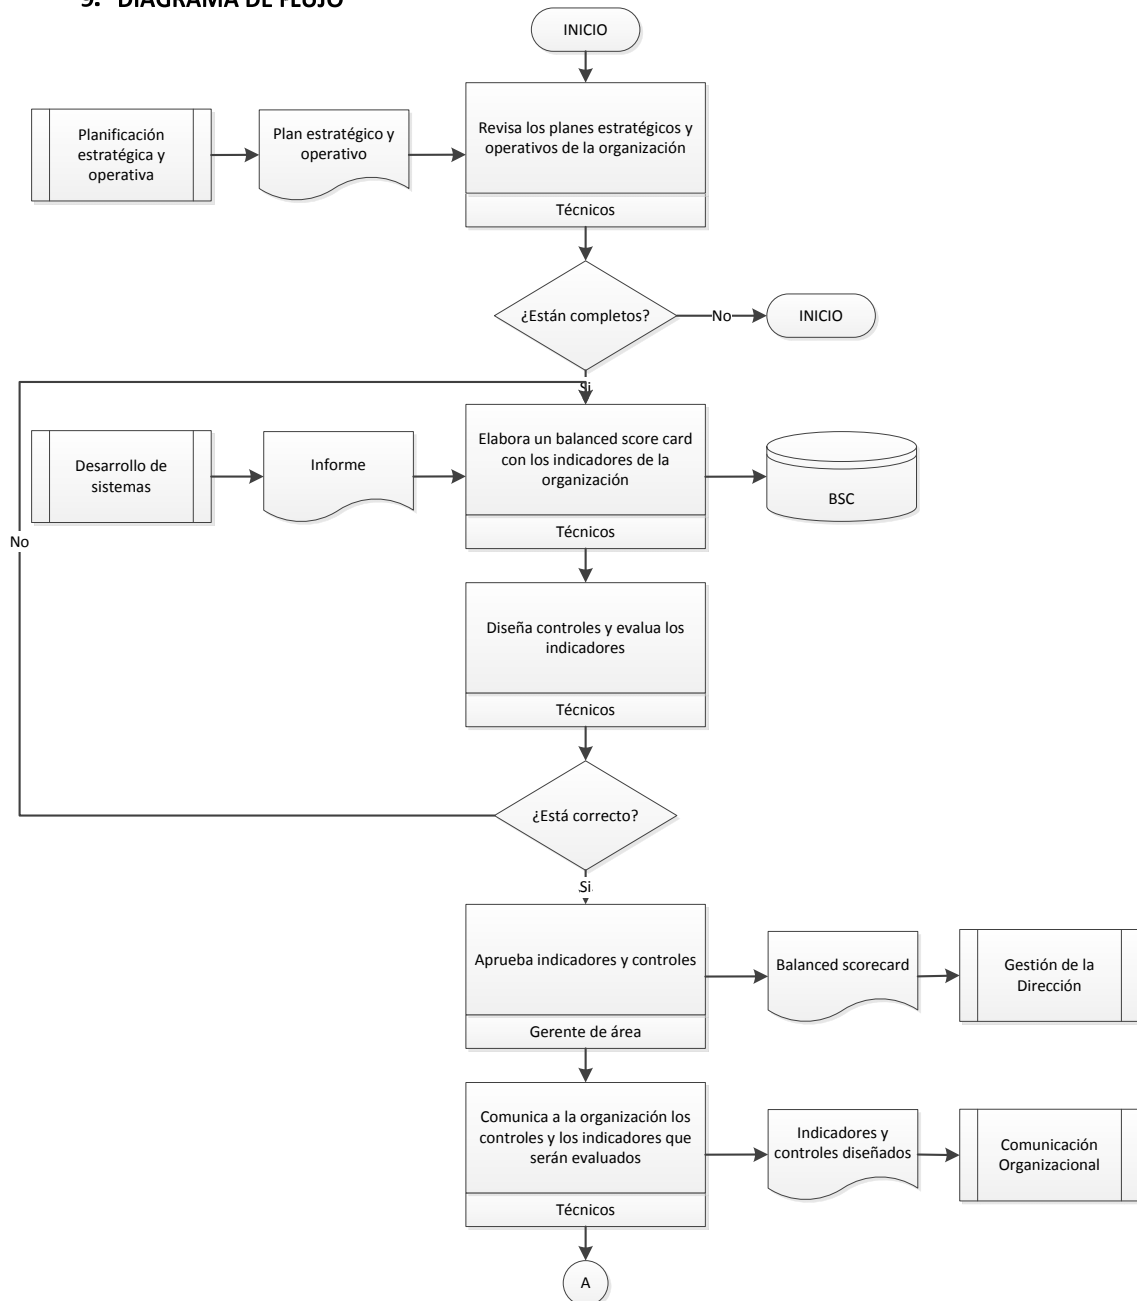 9. DIAGRAMA DE FLUJO
INICIO
Planificación
estratégica y
operativa
Plan estratégico y
operativo
Revisa los planes estratégicos y
operativos de la organización
Técnicos
¿Están completos?
No
INICIO
Si
Desarrollo de
sistemas
Informe
Elabora un balanced score card
con los indicadores de la
organización
Técnicos
BSC
No
Diseña controles y evalua los
indicadores
Técnicos
¿Está correcto?
Si
Aprueba indicadores y controles
Gerente de área
Balanced scorecard
Gestión de la
Dirección
Comunica a la organización los
controles y los indicadores que
serán evaluados
Técnicos
Indicadores y
controles diseñados
Comunicación
Organizacional
A